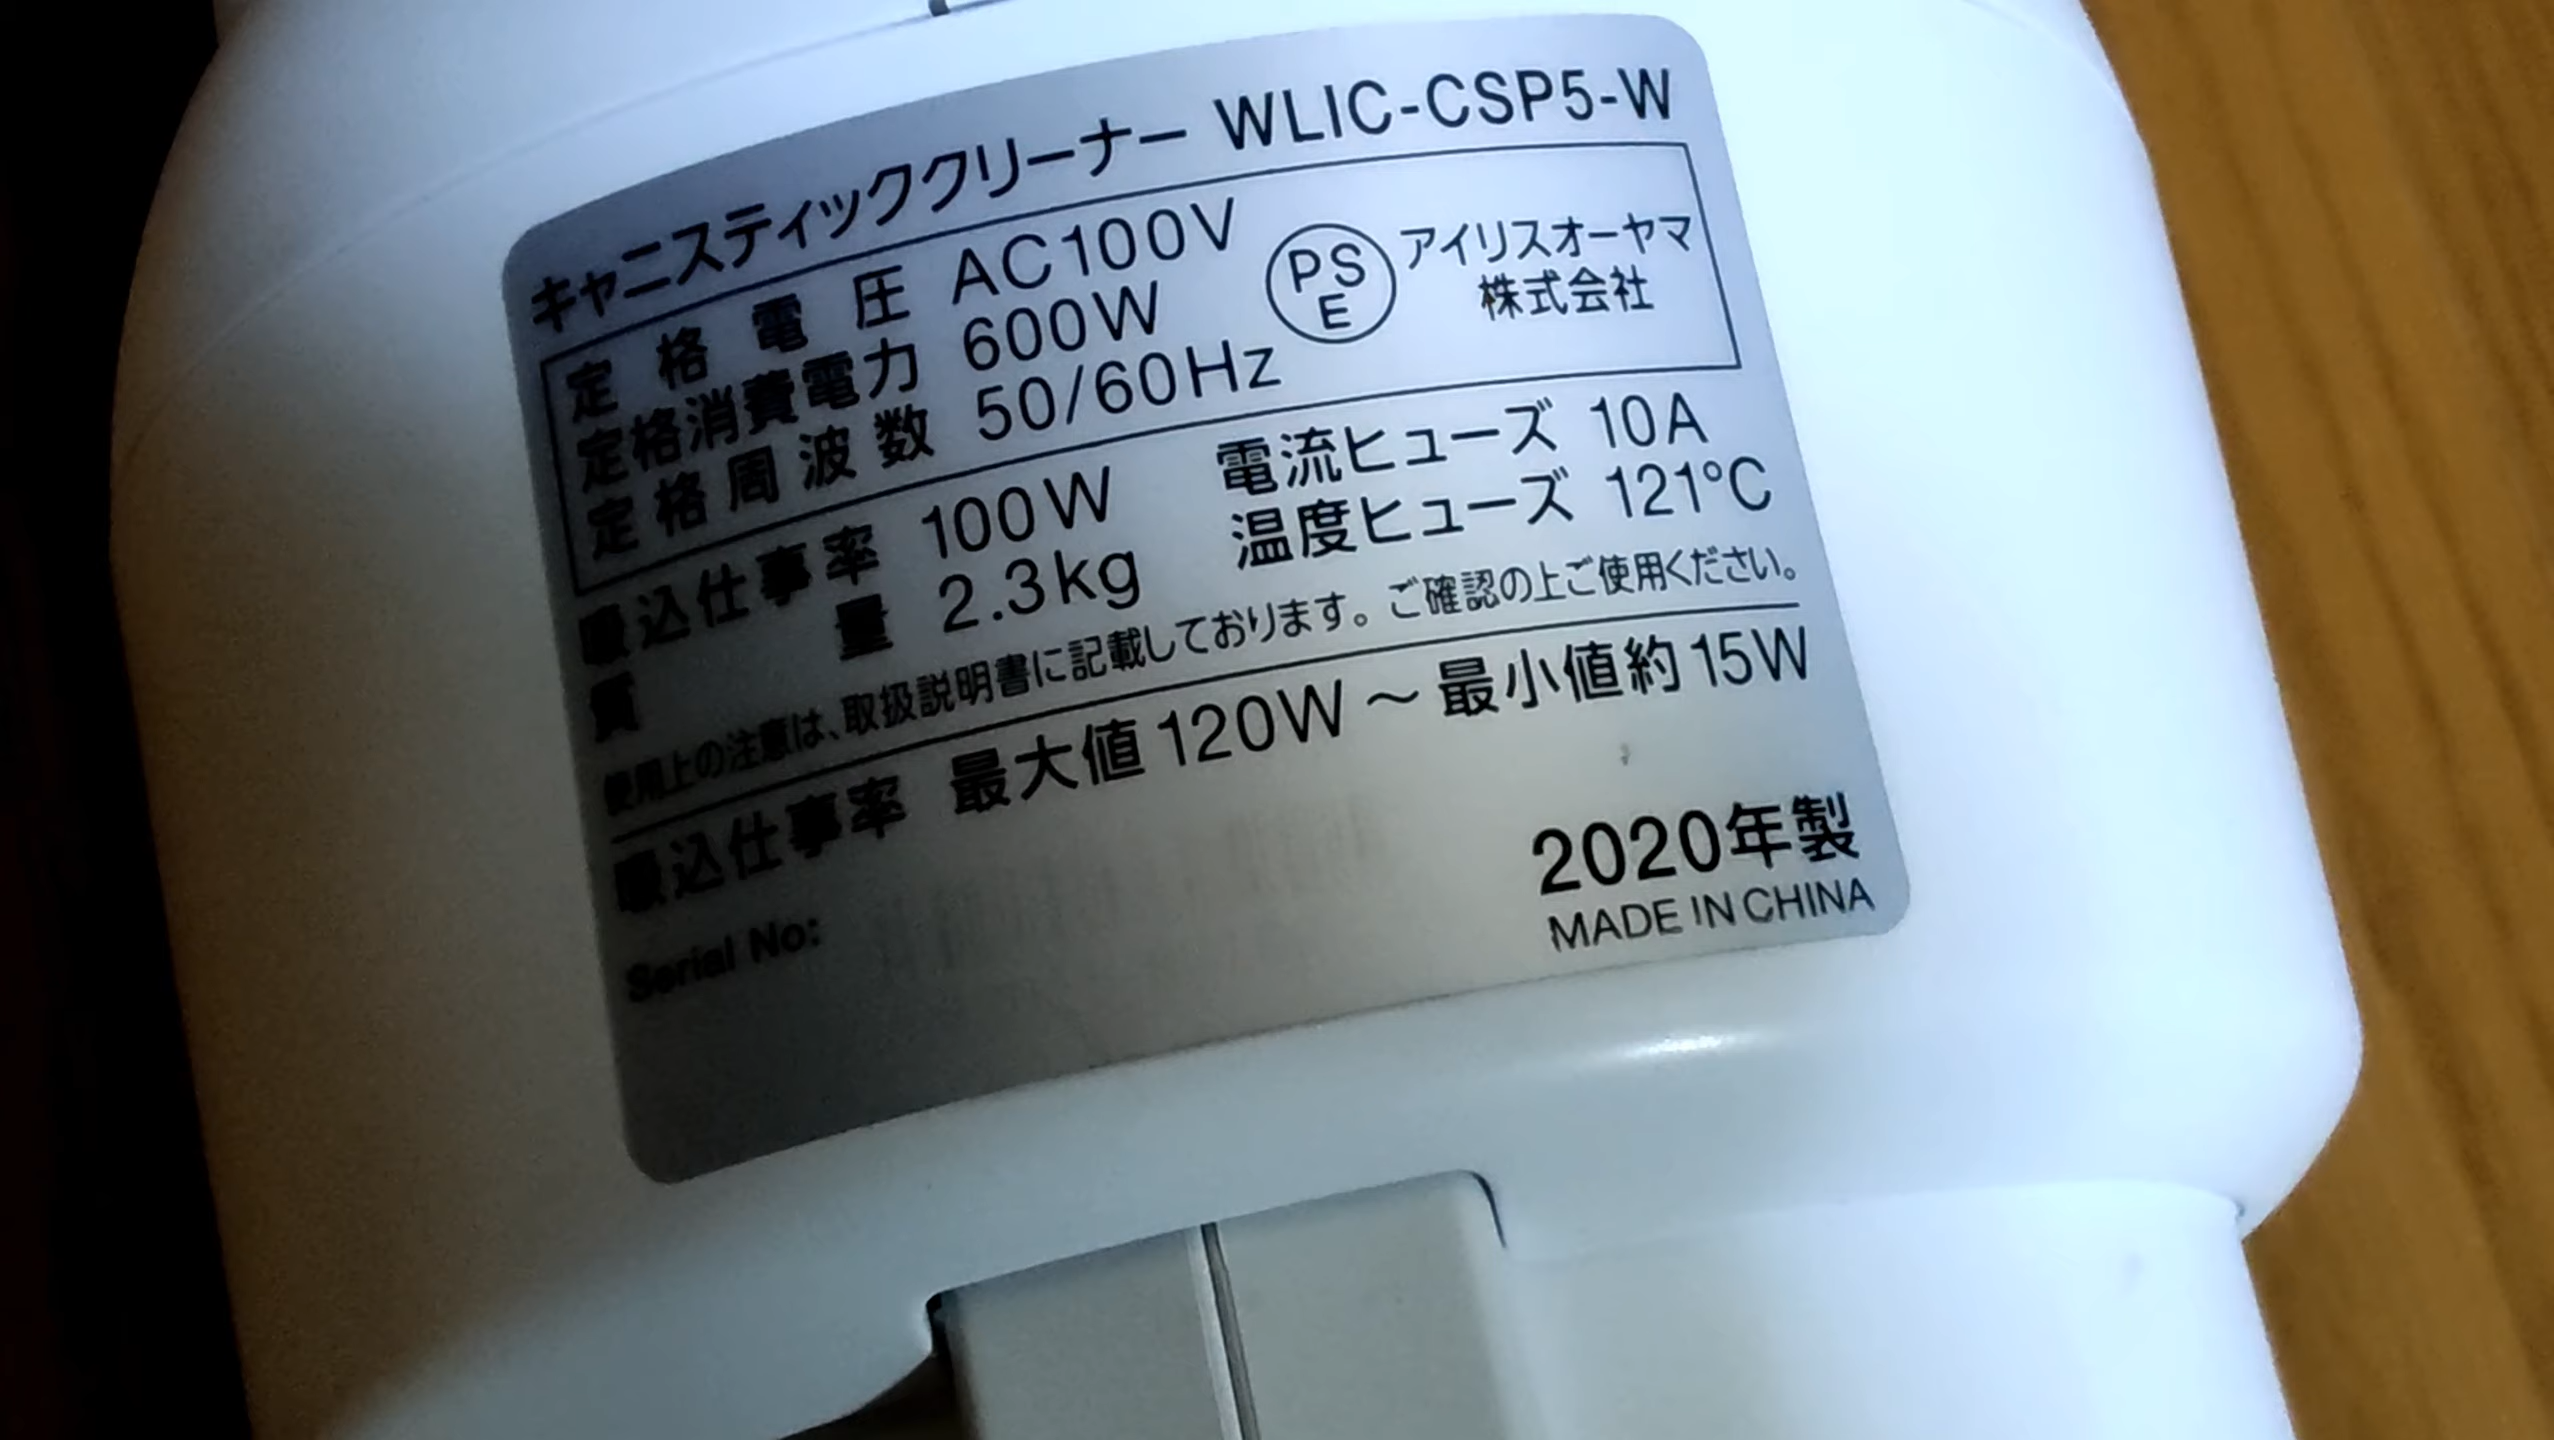 キャニスティッククリーナー WLIC-CSP5-W
定格電圧 AC100V
定格消費電力 600W
定格周波数 50/60Hz
PSE
アイリスオーヤマ
株式会社
吸込仕事率 100W 電流ヒューズ 10A
質量 2.3kg 温度ヒューズ 121℃
使用上の注意は、取扱説明書に記載しております。ご確認の上ご使用ください。
吸込仕事率 最大値120W～最小値約15W
Serial No:
2020年製
MADE IN CHINA